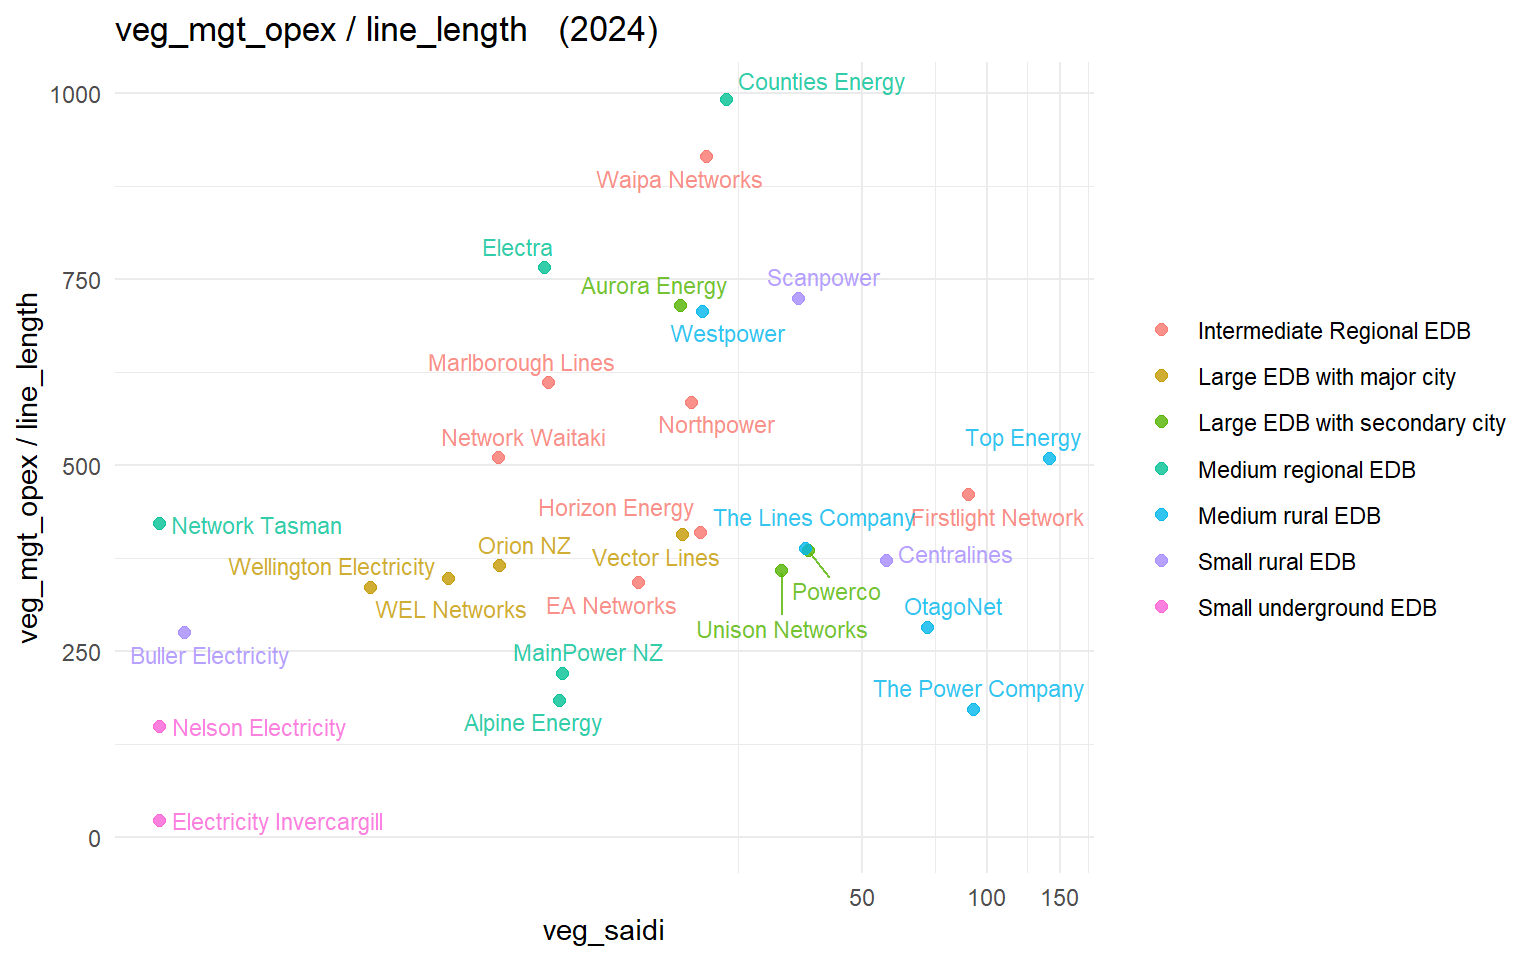 veg_mgt_opex / line_length (2024)
Counties Energy
1000
Waipa Networks
Electra
750
Scanpower
Aurora Energy
Westpower
Marlborough Lines
Northpower
Network Waitaki
Top Energy
500
Horizon Energy
The Lines Company
Firstlight Network
Network Tasman
Orion NZ
Vector Lines
Centralines
Wellington Electricity
Powerco
EA Networks
OtagoNet
WEL Networks
Unison Networks
MainPower NZ
250
Buller Electricity
The Power Company
Alpine Energy
Nelson Electricity
Electricity Invercargill
0
50
100
150
veg_saidi
veg_mgt_opex / line_length
Intermediate Regional EDB
Large EDB with major city
Large EDB with secondary city
Medium regional EDB
Medium rural EDB
Small rural EDB
Small underground EDB